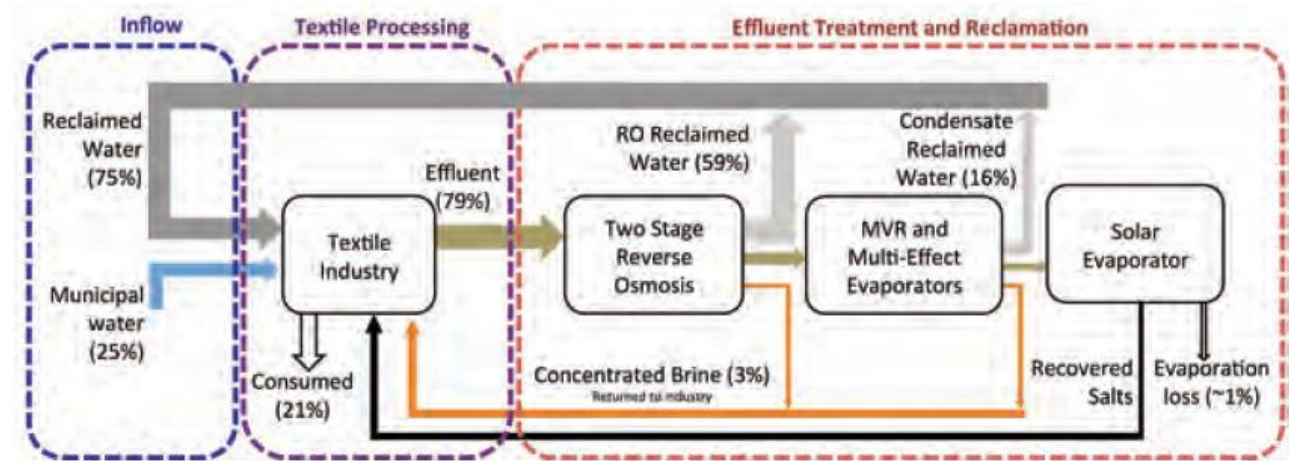 Inflow
Textile Processing
Effluent Treatment and Reclamation
Reclaimed
Water
(75%)
Municipal
water
(25%)
Textile
Industry
Consumed
(21%)
Effluent
(79%)
Two Stage
Reverse
Osmosis
RO Reclaimed
Water (59%)
MVR and
Multi-Effect
Evaporators
Condensate
Reclaimed
Water (16%)
Solar
Evaporator
Concentrated Brine (3%)
Returned to industry
Recovered
Salts
Evaporation
loss (~1%)